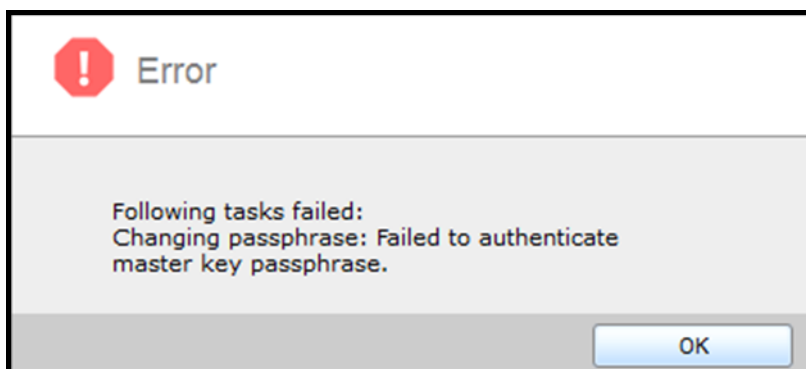 Error
Following tasks failed:
Changing passphrase: Failed to authenticate
master key passphrase.
OK